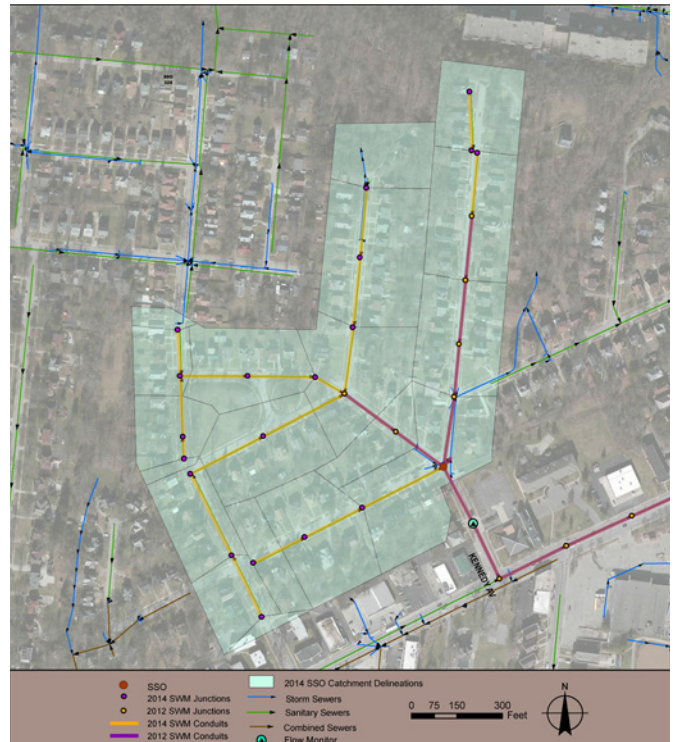 KENNEDY AV
SSO
2014 SWM Junctions
2012 SWM Junctions
2014 SWM Conduits
2012 SWM Conduits
2014 SSO Catchment Delineations
Storm Sewers
Sanitary Sewers
Combined Sewers
Flow Monitor
0 75 150 300
Feet
N